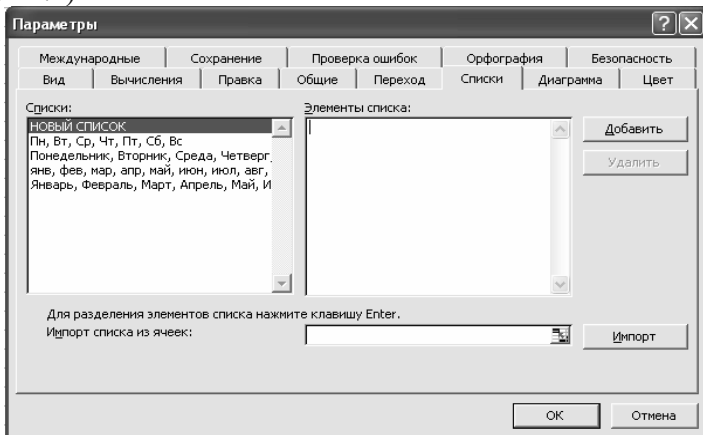 Параметры
Международные Сохранение Проверка ошибок Орфография Безопасность
Вид Вычисления Правка Общие Переход Списки Диаграмма Цвет
Списки: Элементы списка:
НОВЫЙ СПИСОК
Пн, Вт, Ср, Чт, Пт, Сб, Вс
Понедельник, Вторник, Среда, Четверг,
янв, фев, мар, апр, май, июн, июл, авг,
Январь, Февраль, Март, Апрель, Май, И
Добавить
Удалить
Для разделения элементов списка нажмите клавишу Enter.
Импорт списка из ячеек:
Импорт
ОК Отмена